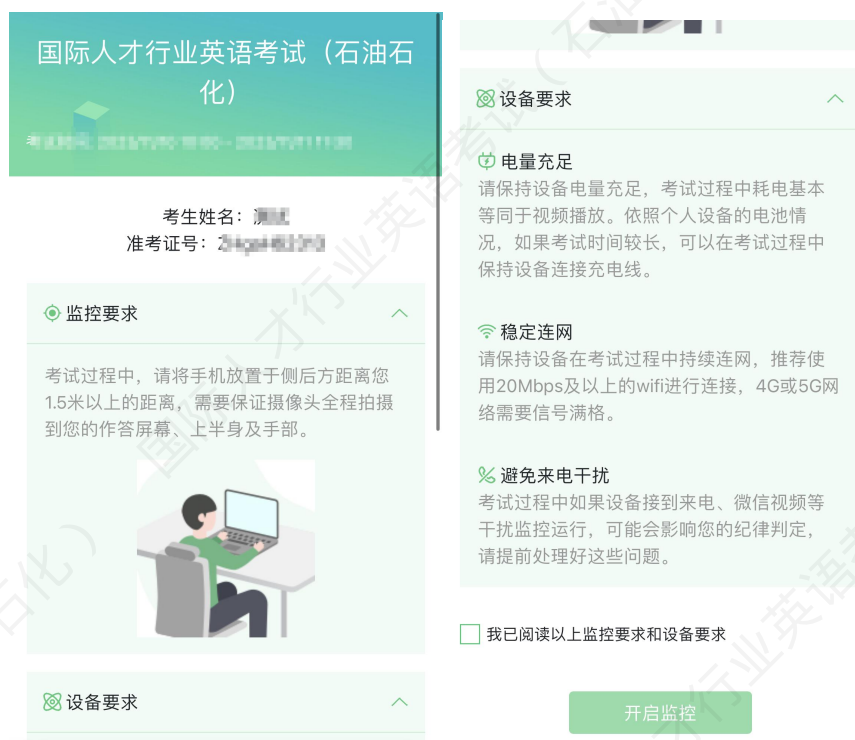 国际人才行业英语考试（石油石
化）
考生姓名：
准考证号：
监控要求
考试过程中，请将手机放置于侧后方距离您
1.5米以上的距离，需要保证摄像头全程拍摄
到您的作答屏幕、上半身及手部。
设备要求
设备要求
电量充足
请保持设备电量充足，考试过程中耗电基本
等同于视频播放。依照个人设备的电池情
况，如果考试时间较长，可以在考试过程中
保持设备连接充电线。
稳定连网
请保持设备在考试过程中持续连网，推荐使
用20Mbps及以上的wifi进行连接，4G或5G网
络需要信号满格。
避免来电干扰
考试过程中如果设备接到来电、微信视频等
干扰监控运行，可能会影响您的纪律判定，
请提前处理好这些问题。
我已阅读以上监控要求和设备要求
开启监控